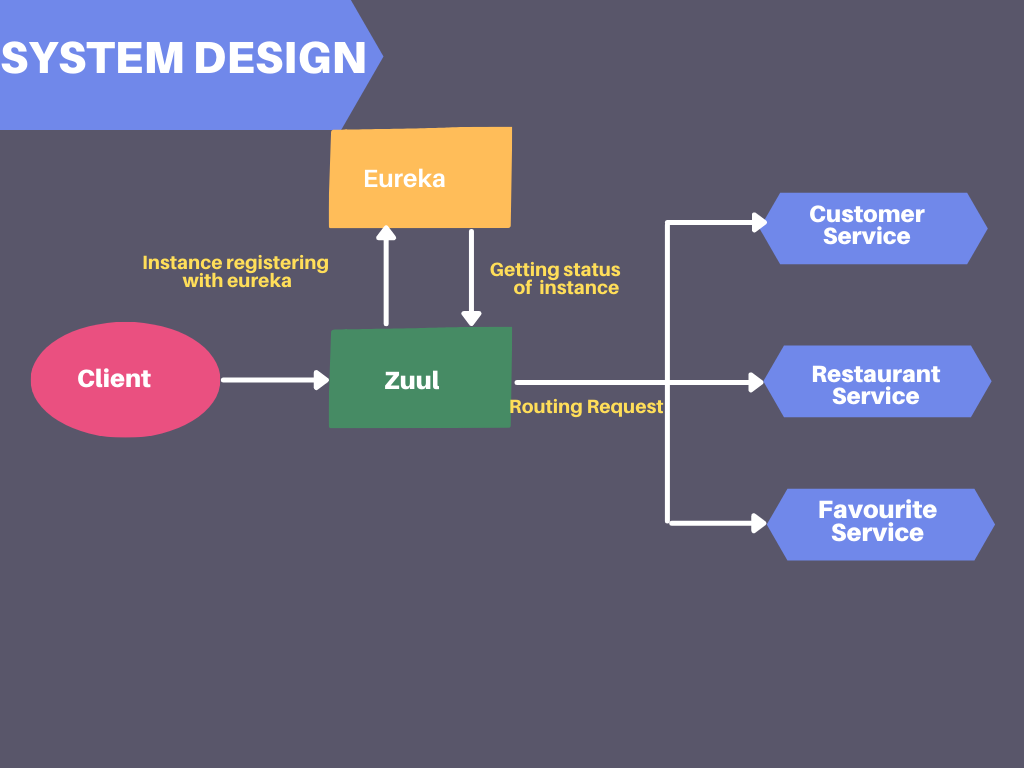 SYSTEM DESIGN
Eureka
Instance registering
with eureka
Getting status
of instance
Client
Zuul
Routing Request
Customer
Service
Restaurant
Service
Favourite
Service